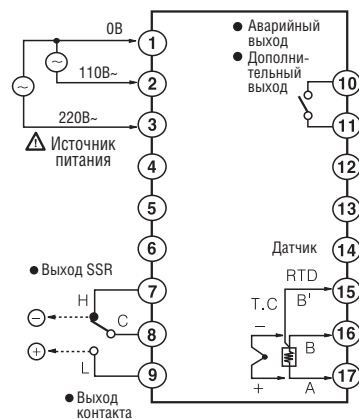 0В
110В~
220В~
Источник
питания
1
2
3
4
5
6
7
8
9
● Аварийный
выход
● Дополни-
тельный
выход
10
11
12
13
14
15
16
17
Датчик
RTD
T.C
B'
B
A
−
+
● Выход SSR
H
C
L
−
+
● Выход
контакта